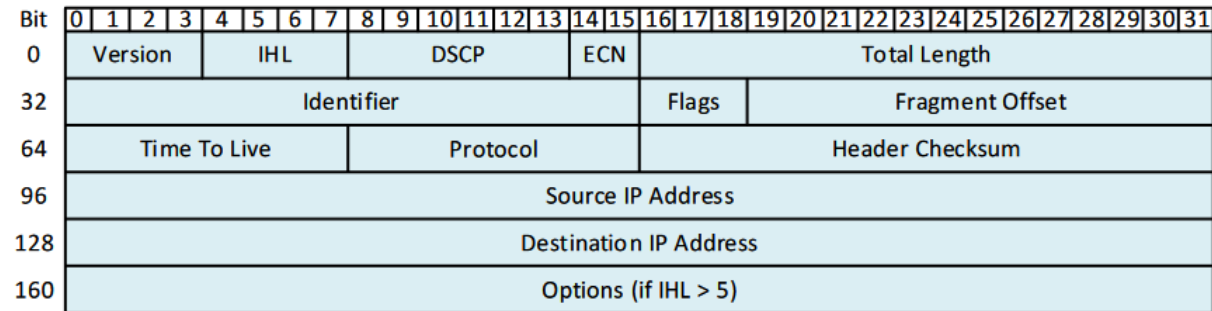 Bit 0 1 2 3 4 5 6 7 8 9 10 11 12 13 14 15 16 17 18 19 20 21 22 23 24 25 26 27 28 29 30 31
0 Version IHL DSCP ECN Total Length
32 Identifier Flags Fragment Offset
64 Time To Live Protocol Header Checksum
96 Source IP Address
128 Destination IP Address
160 Options (if IHL > 5)